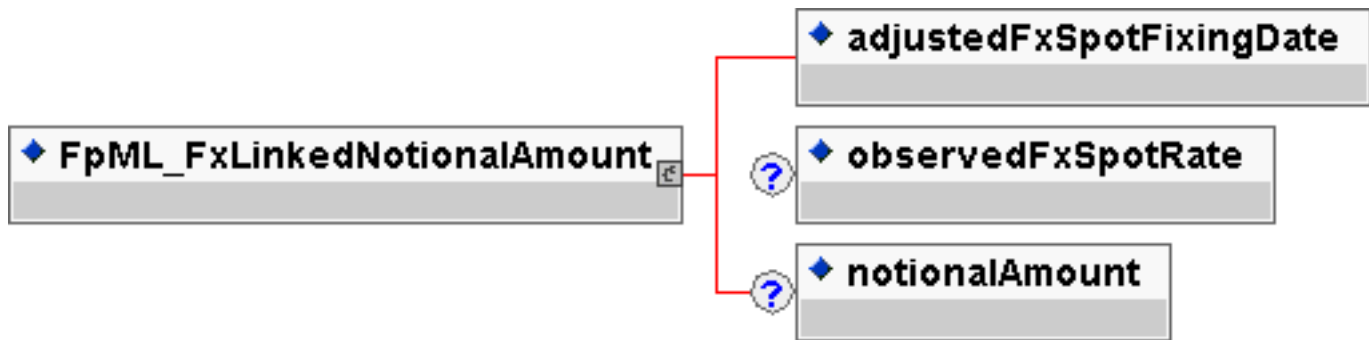 adjustedFxSpotFixingDate
FpML_FxLinkedNotionalAmount
? observedFxSpotRate
? notionalAmount